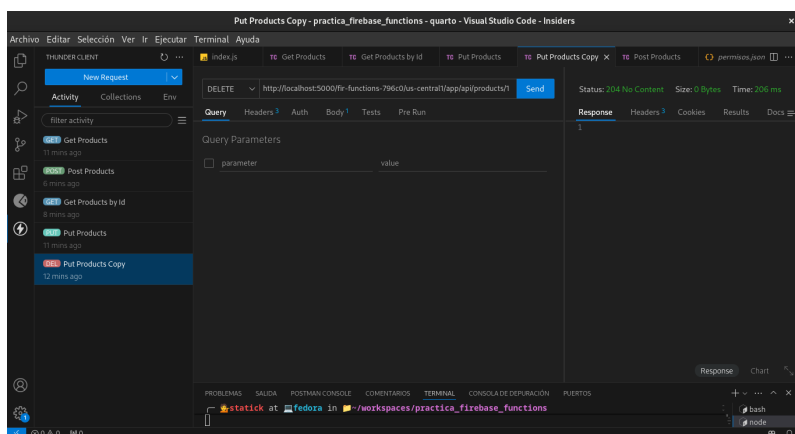 Put Products Copy - practica_firebase_functions - quarto - Visual Studio Code - Insiders
Archivo Editar Selección Ver Ir Ejecutar Terminal Ayuda
THUNDER CLIENT
index.js
TC Get Products
TC Get Products by Id
TC Put Products
TC Put Products Copy
TC Post Products
{} permisos.json
New Request
Activity Collections Env
filter activity
GET Get Products
11 mins ago
POST Post Products
6 mins ago
GET Get Products by Id
8 mins ago
PUT Put Products
11 mins ago
DEL Put Products Copy
12 mins ago
DELETE
http://localhost:5000/fir-functions-796c0/us-central1/app/api/products/1
Send
Query Headers 3 Auth Body 1 Tests Pre Run
Query Parameters
parameter value
Status: 204 No Content Size: 0 Bytes Time: 206 ms
Response Headers 3 Cookies Results Docs
1
Response Chart
PROBLEMAS SALIDA POSTMAN CONSOLE COMENTARIOS TERMINAL CONSOLA DE DEPURACIÓN PUERTOS
statick at fedora in ~/workspaces/practica_firebase_functions
bash
node
1